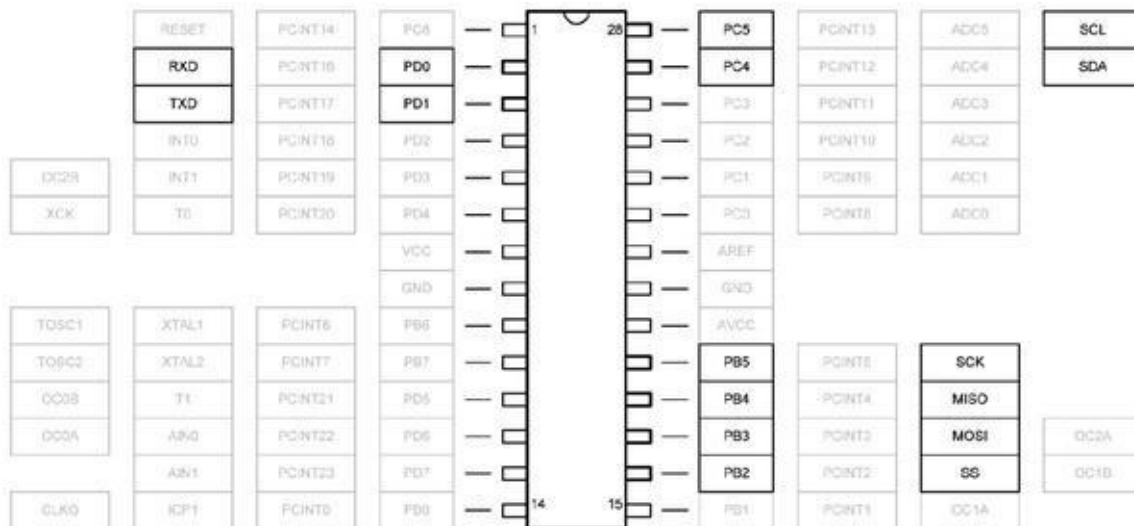 RESET PCINT14 PC6 1 28 PC5 PCINT13 ADC5 SCL
RXD PCINT16 PD0 PC4 PCINT12 ADC4 SDA
TXD PCINT17 PD1 PC3 PCINT11 ADC3
INT0 PCINT18 PD2 PC2 PCINT10 ADC2
OC2B INT1 PCINT19 PD3 PC1 PCINT9 ADC1
XCK T0 PCINT20 PD4 PC0 PCINT8 ADC0
VCC AREF
GND GND
TOSC1 XTAL1 PCINT6 PB6 AVCC
TOSC2 XTAL2 PCINT7 PB7 PB5 PCINT5 SCK
OC0B T1 PCINT21 PD5 PB4 PCINT4 MISO
OC0A AIN0 PCINT22 PD6 PB3 PCINT3 MOSI OC2A
AIN1 PCINT23 PD7 PB2 PCINT2 SS OC1B
CLKO ICP1 PCINT0 PB0 14 15 PB1 PCINT1 OC1A